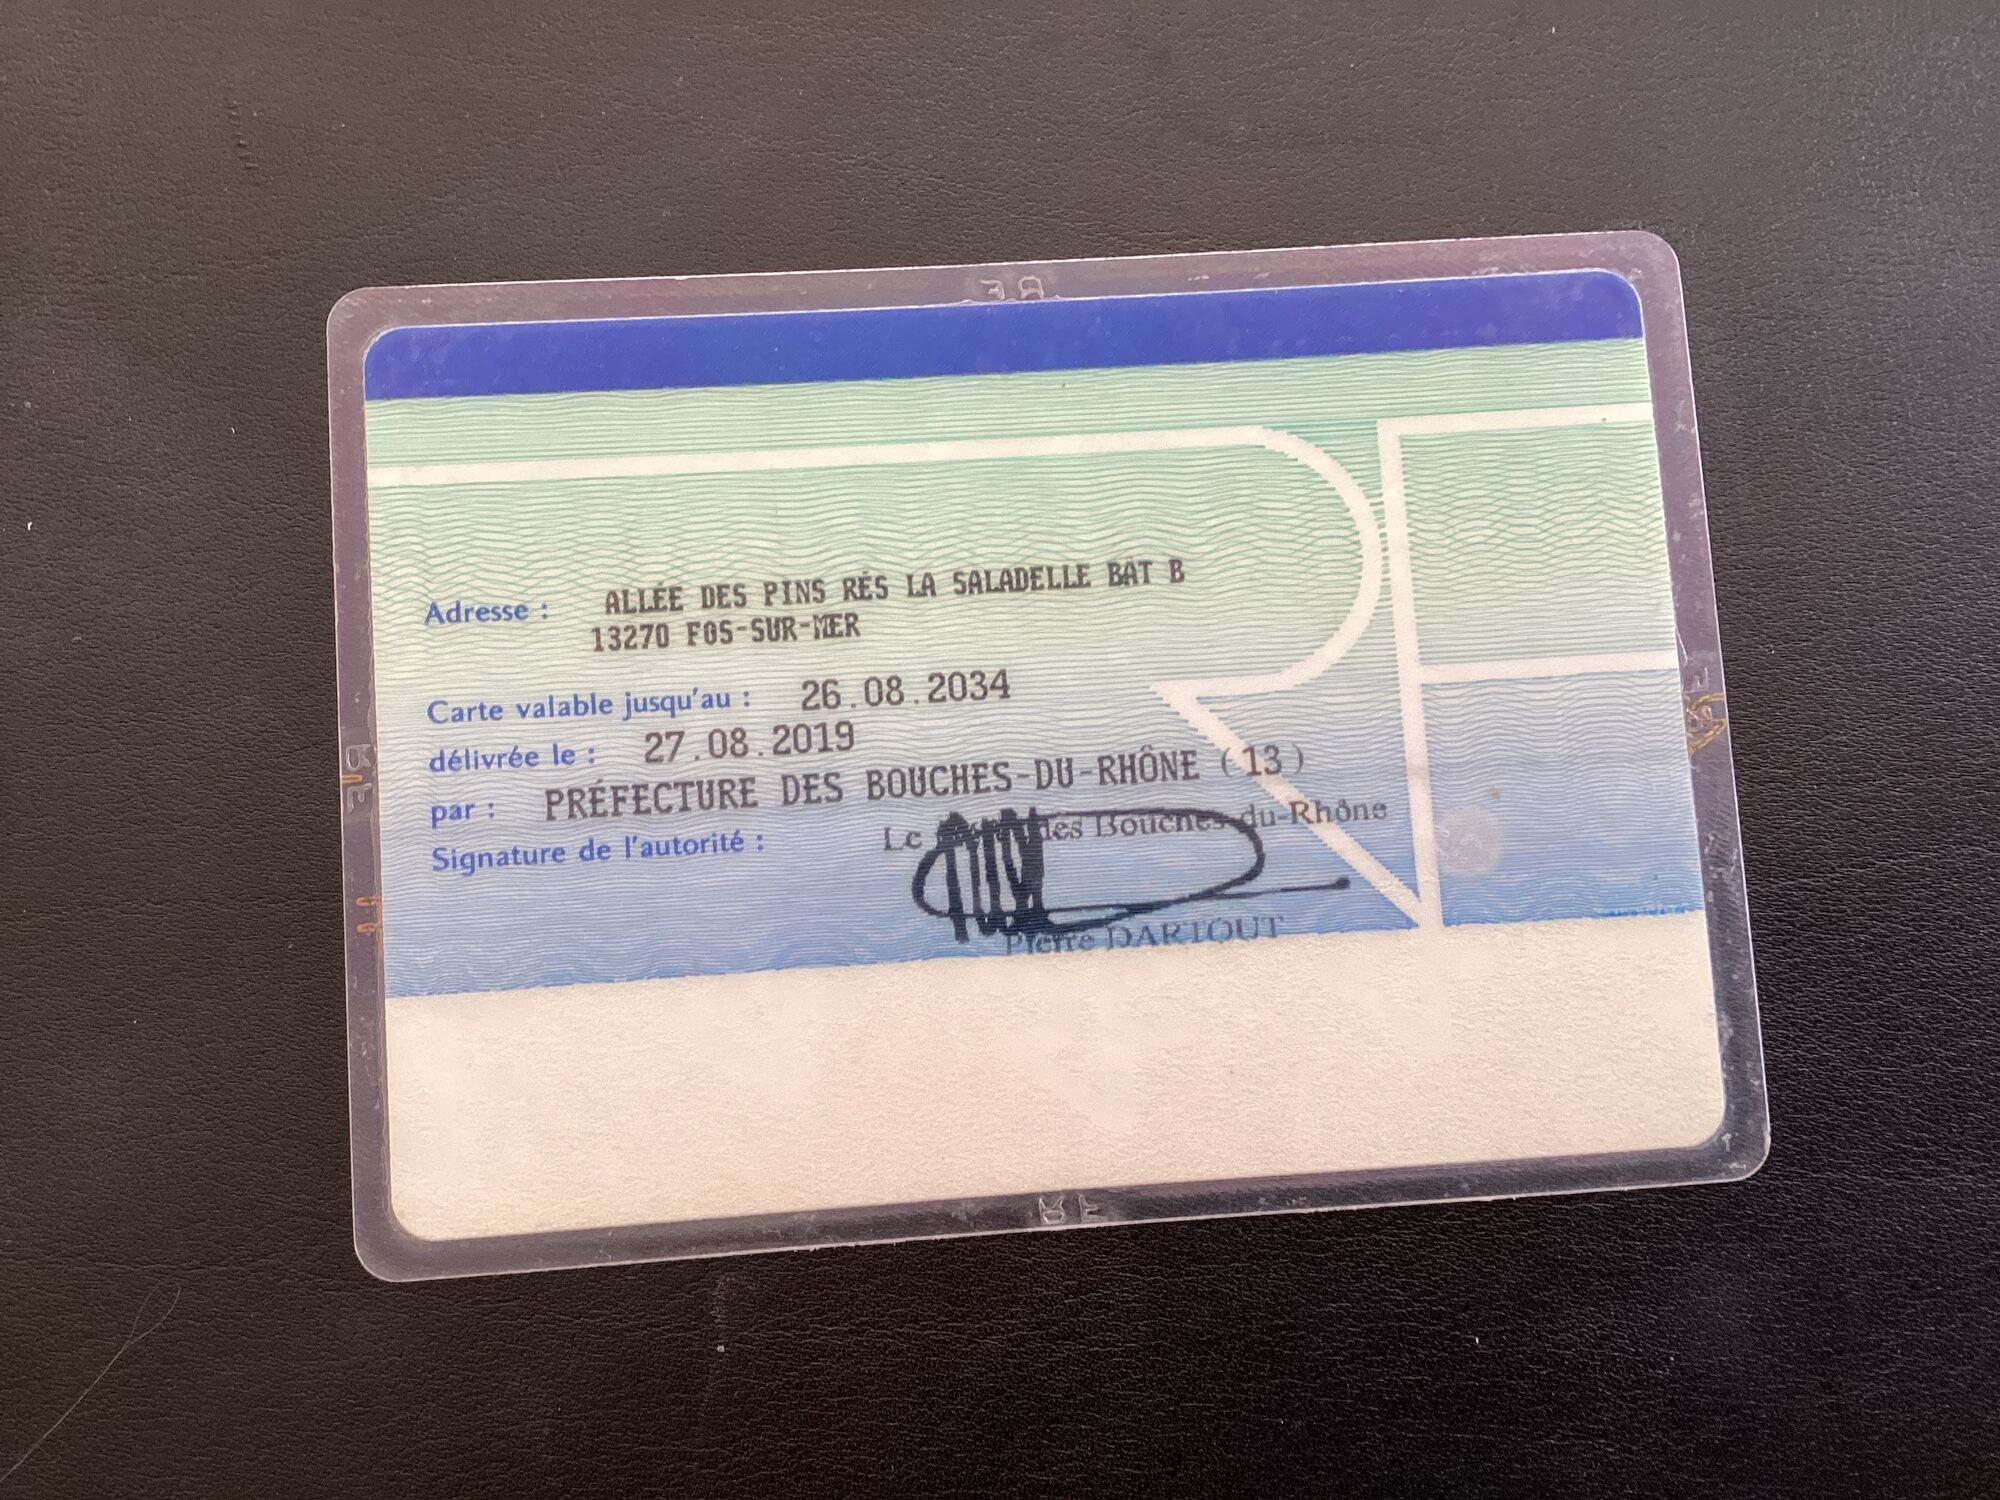 Adresse : ALLÉE DES PINS RÉS LA SALADELLE BÂT B
13270 FOS-SUR-MER
Carte valable jusqu'au : 26.08.2034
délivrée le : 27.08.2019
par : PRÉFECTURE DES BOUCHES-DU-RHÔNE (13)
Signature de l'autorité : Le des Bouches-du-Rhône
Pierre DARTOUT